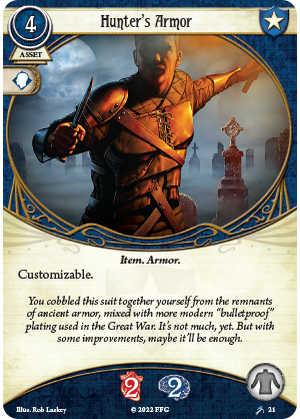 4
Hunter's Armor
ASSET
Item. Armor.
Customizable.
You cobbled this suit together yourself from the remnants
of ancient armor, mixed with more modern "bulletproof"
plating used in the Great War. It's not much, yet. But with
some improvements, maybe it'll be enough.
2
2
Illus. Rob Laskey
© 2022 FFG
21